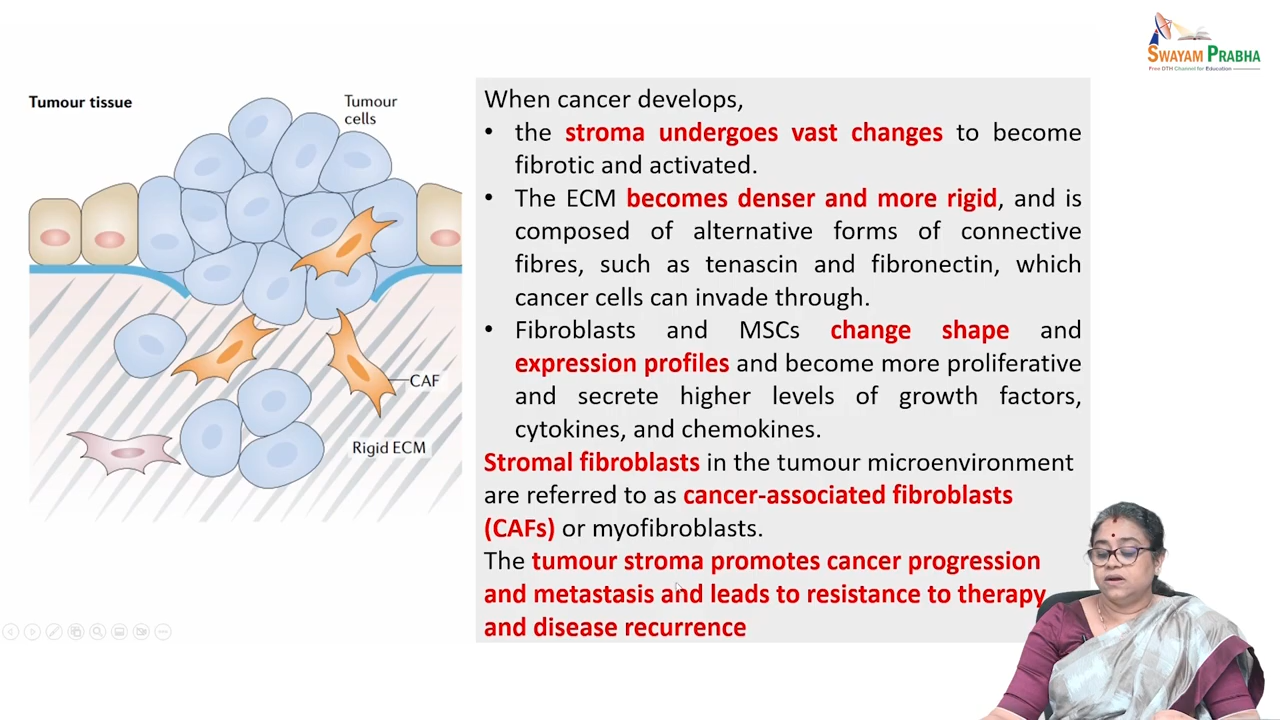 SWAYAM PRABHA
Free DTH Channel for Education
Tumour tissue
Tumour
cells
CAF
Rigid ECM
When cancer develops,
• the stroma undergoes vast changes to become
fibrotic and activated.
• The ECM becomes denser and more rigid, and is
composed of alternative forms of connective
fibres, such as tenascin and fibronectin, which
cancer cells can invade through.
• Fibroblasts and MSCs change shape and
expression profiles and become more proliferative
and secrete higher levels of growth factors,
cytokines, and chemokines.
Stromal fibroblasts in the tumour microenvironment
are referred to as cancer-associated fibroblasts
(CAFs) or myofibroblasts.
The tumour stroma promotes cancer progression
and metastasis and leads to resistance to therapy
and disease recurrence